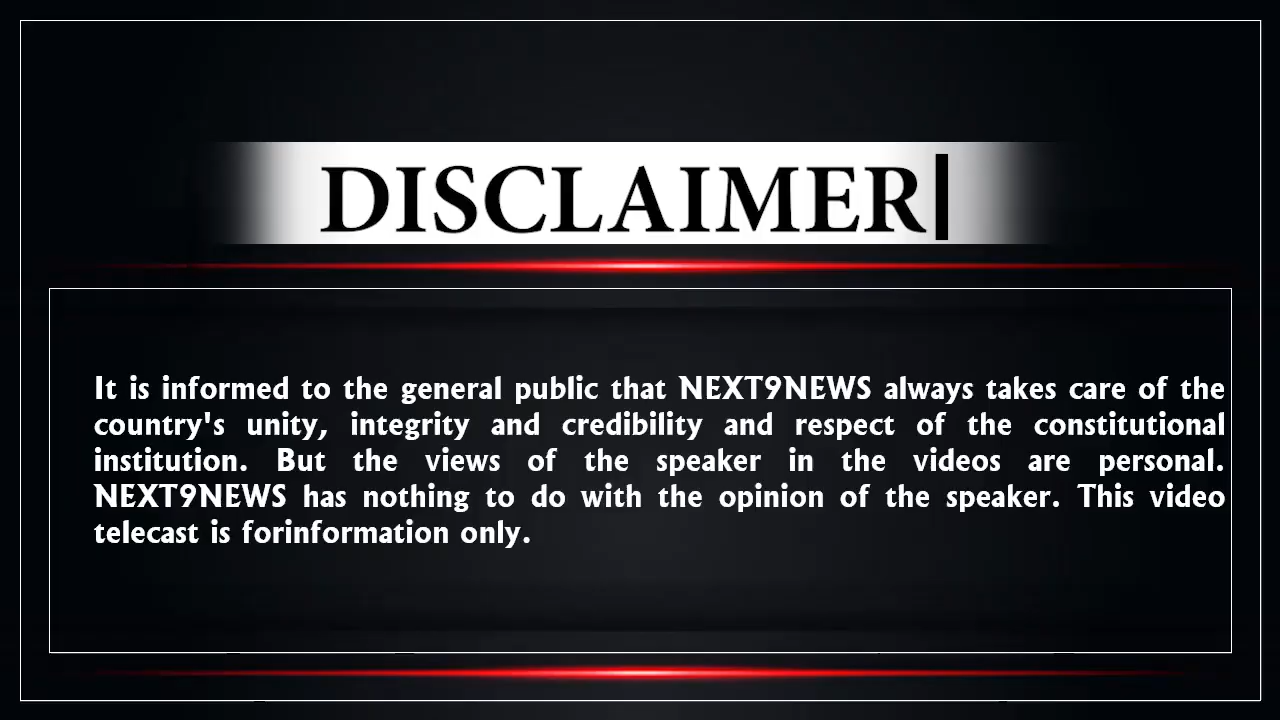 DISCLAIMER
It is informed to the general public that NEXT9NEWS always takes care of the
country's unity, integrity and credibility and respect of the constitutional
institution. But the views of the speaker in the videos are personal.
NEXT9NEWS has nothing to do with the opinion of the speaker. This video
telecast is forinformation only.